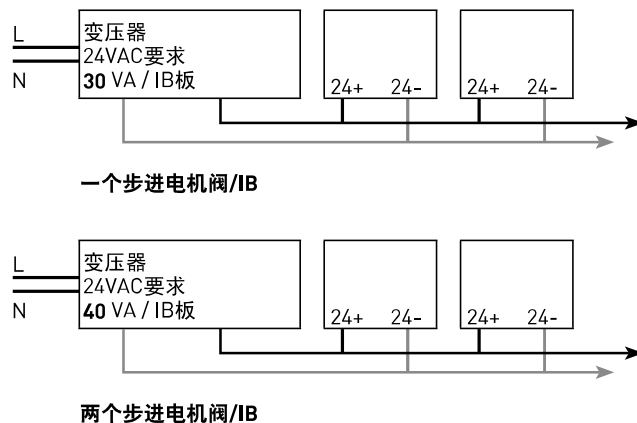 L
N
变压器
24VAC要求
30 VA / IB板
24+ 24-
24+ 24-
一个步进电机阀/IB
L
N
变压器
24VAC要求
40 VA / IB板
24+ 24-
24+ 24-
两个步进电机阀/IB